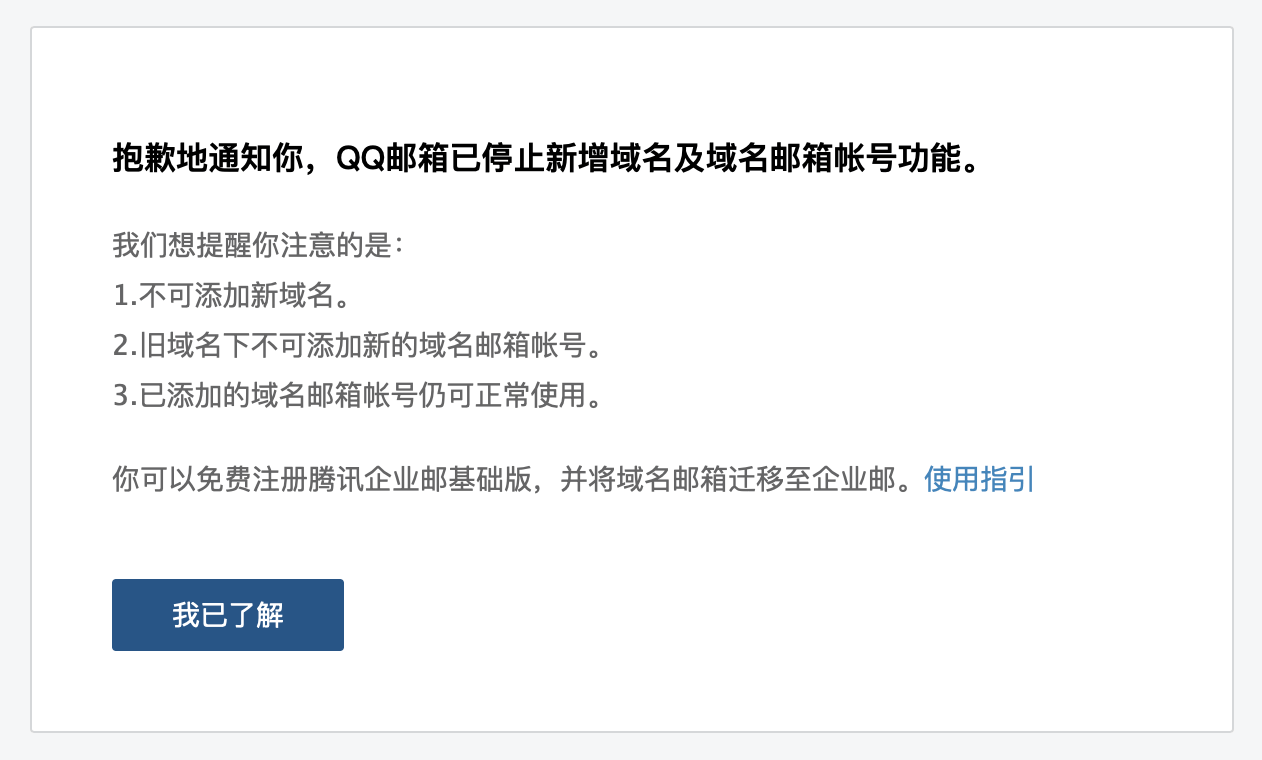 抱歉地通知你，QQ邮箱已停止新增域名及域名邮箱帐号功能。
我们想提醒你注意的是：
1.不可添加新域名。
2.旧域名下不可添加新的域名邮箱帐号。
3.已添加的域名邮箱帐号仍可正常使用。
你可以免费注册腾讯企业邮基础版，并将域名邮箱迁移至企业邮。使用指引
我已了解